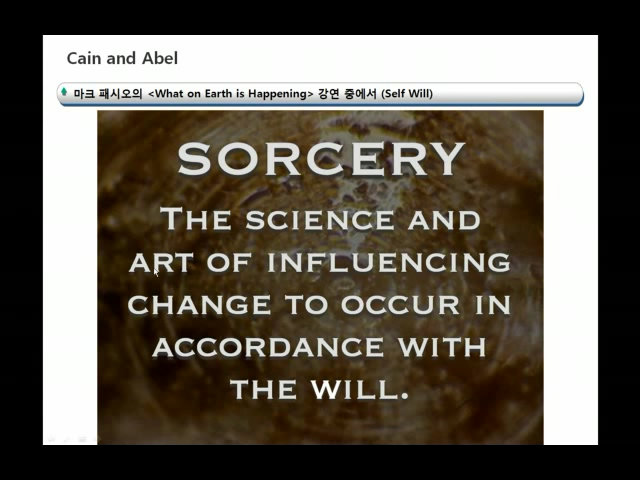 Cain and Abel
마크 패시오의 <What on Earth is Happening> 강연 중에서 (Self Will)
SORCERY
THE SCIENCE AND
ART OF INFLUENCING
CHANGE TO OCCUR IN
ACCORDANCE WITH
THE WILL.